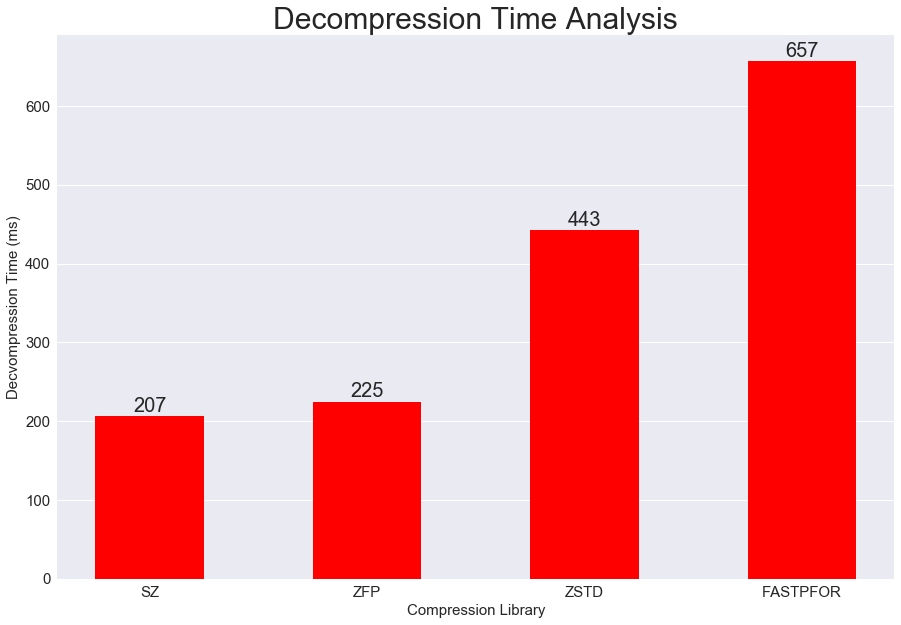 Decompression Time Analysis
657
600
500
443
400
300
225
207
200
100
0
Decvompression Time (ms)
SZ ZFP ZSTD FASTPFOR
Compression Library